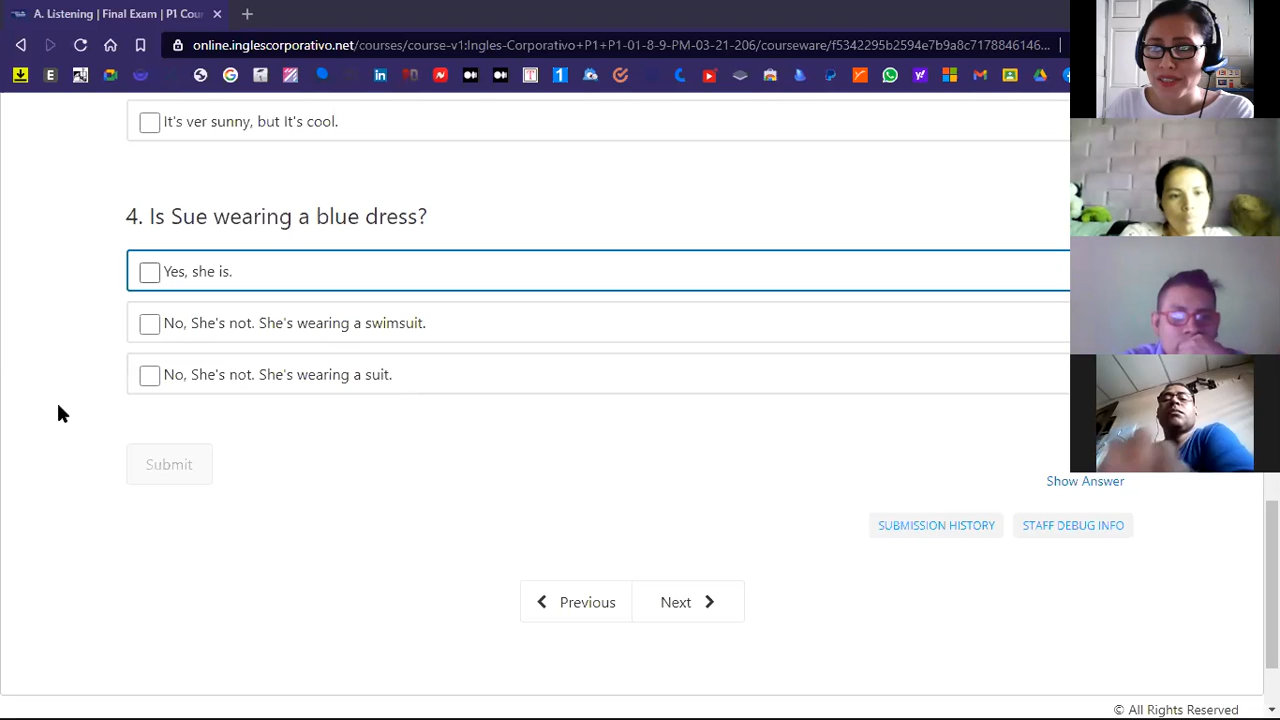 A. Listening | Final Exam | P1 Cou
online.inglescorporativo.net/courses/course-v1:Ingles-Corporativo+P1+P1-01-8-9-PM-03-21-206/courseware/f5342295b2594e7b9a8c7178846146...
It's ver sunny, but It's cool.
4. Is Sue wearing a blue dress?
Yes, she is.
No, She's not. She's wearing a swimsuit.
No, She's not. She's wearing a suit.
Submit
Show Answer
SUBMISSION HISTORY
STAFF DEBUG INFO
Previous
Next
© All Rights Reserved